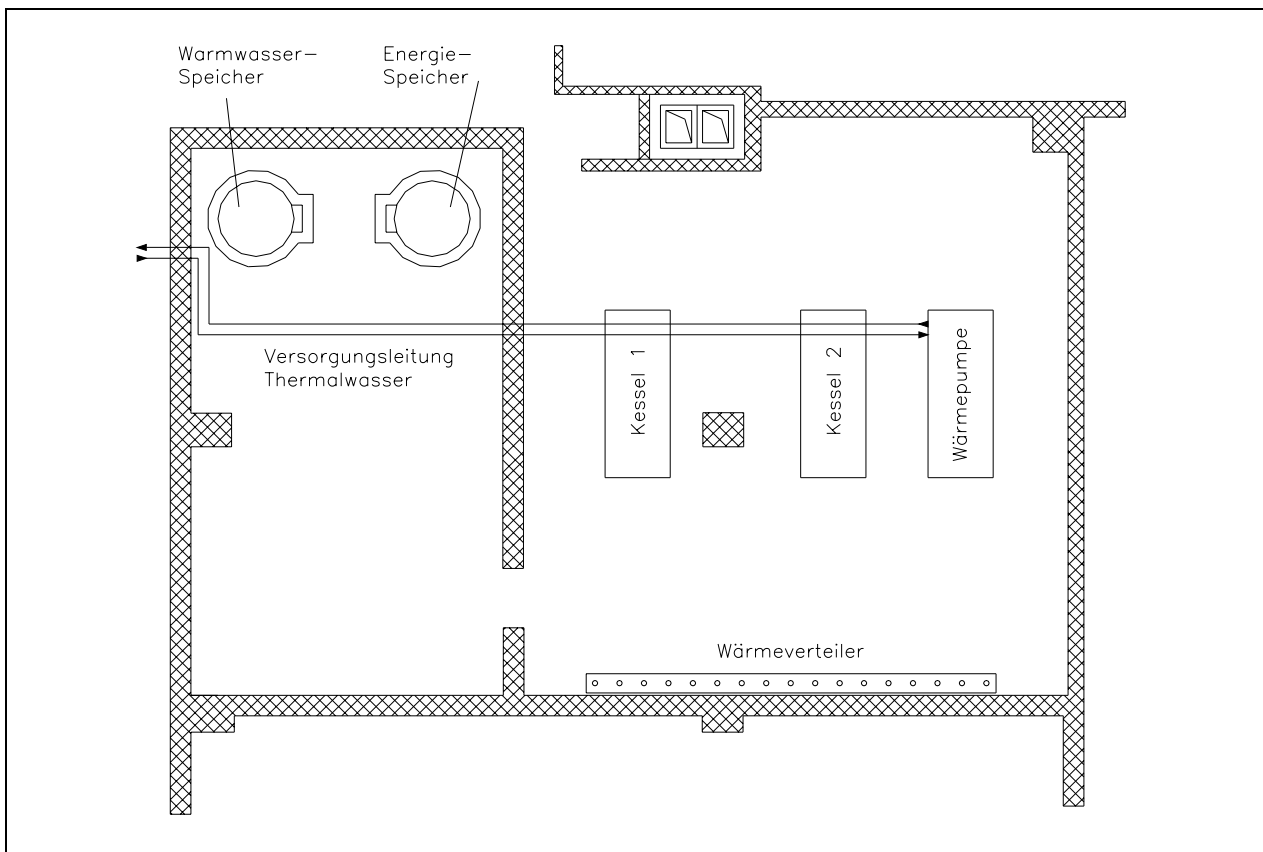 Warmwasser-
Speicher
Energie-
Speicher
Versorgungsleitung
Thermalwasser
Kessel 1
Kessel 2
Wärmepumpe
Wärmeverteiler